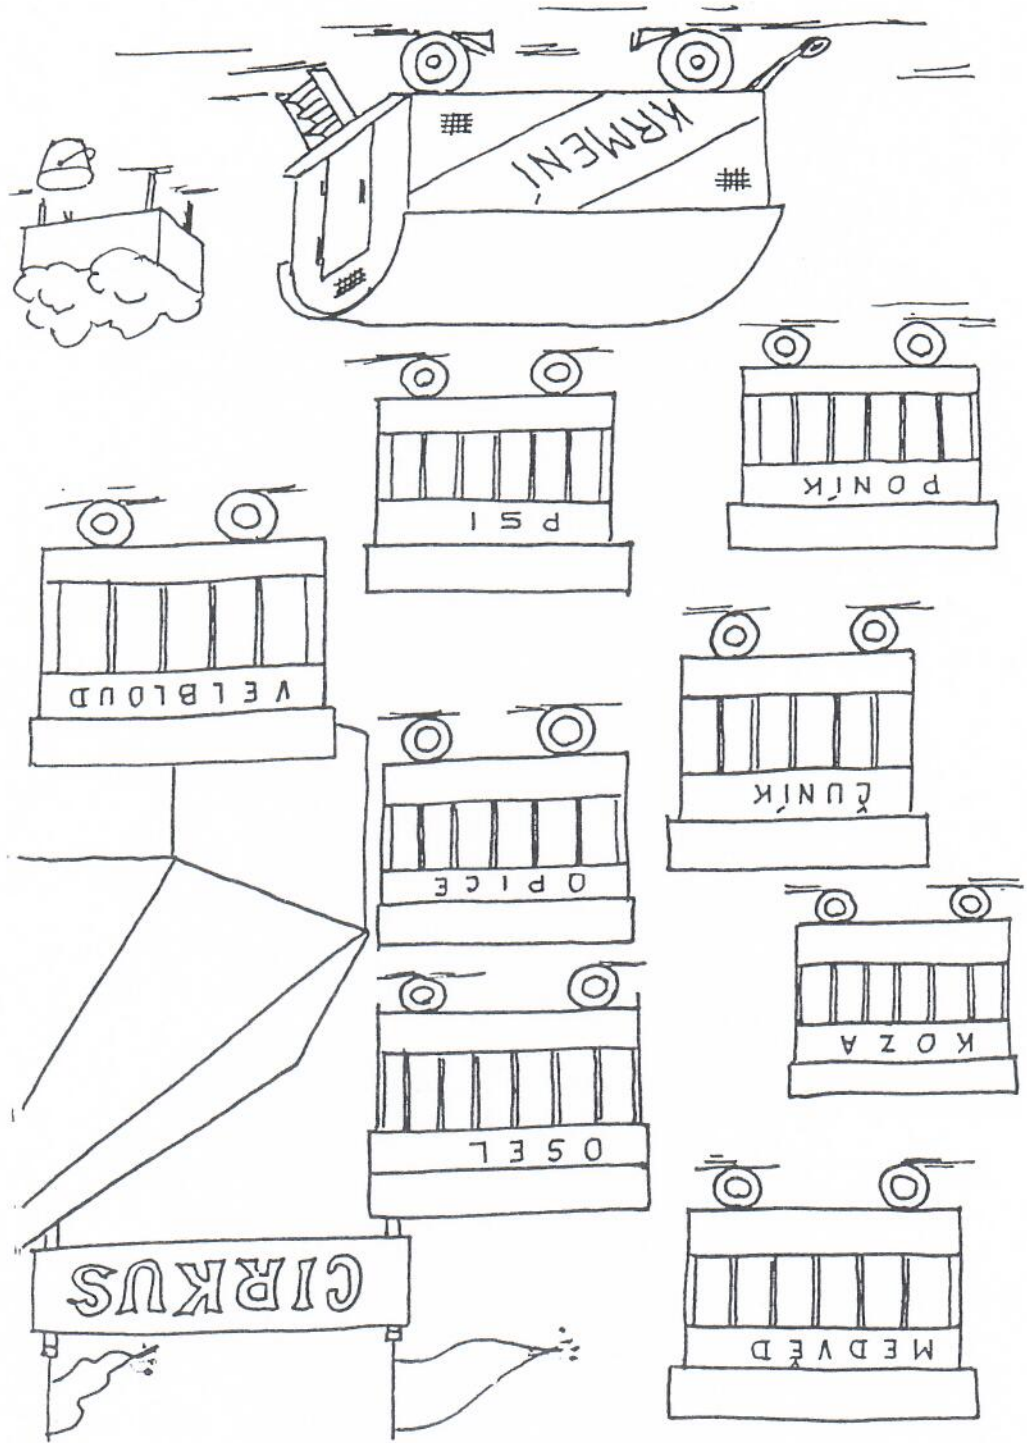 MEDVĚD
CIRKUS
OSEL
KOZA
OPICE
ČUNÍK
VELBLOUD
PSI
PONÍK
KRMENÍ